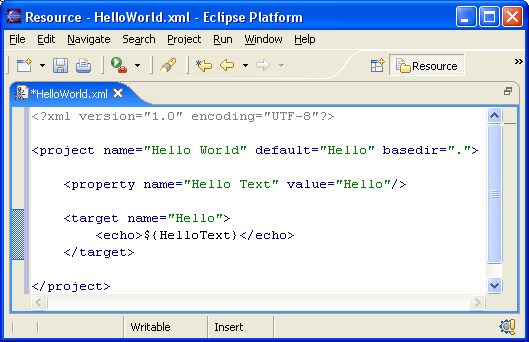 Resource - HelloWorld.xml - Eclipse Platform
File Edit Navigate Search Project Run Window Help
Resource »
*HelloWorld.xml
<?xml version="1.0" encoding="UTF-8"?>
<project name="Hello World" default="Hello" basedir=".">
<property name="Hello Text" value="Hello"/>
<target name="Hello">
<echo>${HelloText}</echo>
</target>
</project>
Writable Insert